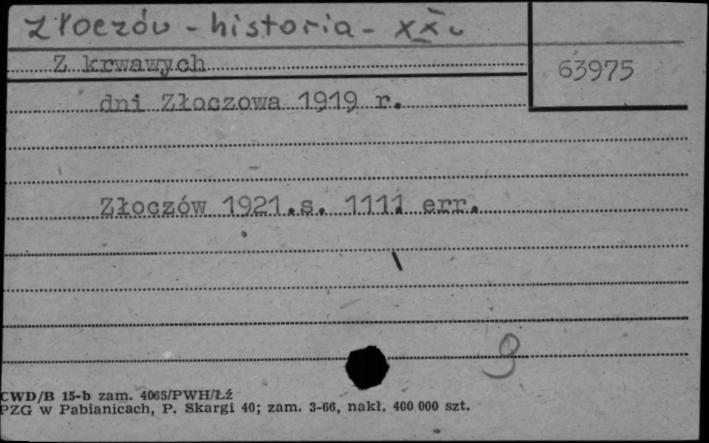 Złoczów - historia - XX w
Z krwawych
63975
dni Złoczowa 1919 r.
Złoczów 1921.s. 1111 err.
9
CWD/B 15-b zam. 4065/PWH/Łź
PZG w Pabianicach, P. Skargi 40; zam. 3-66, nakł. 400 000 szt.